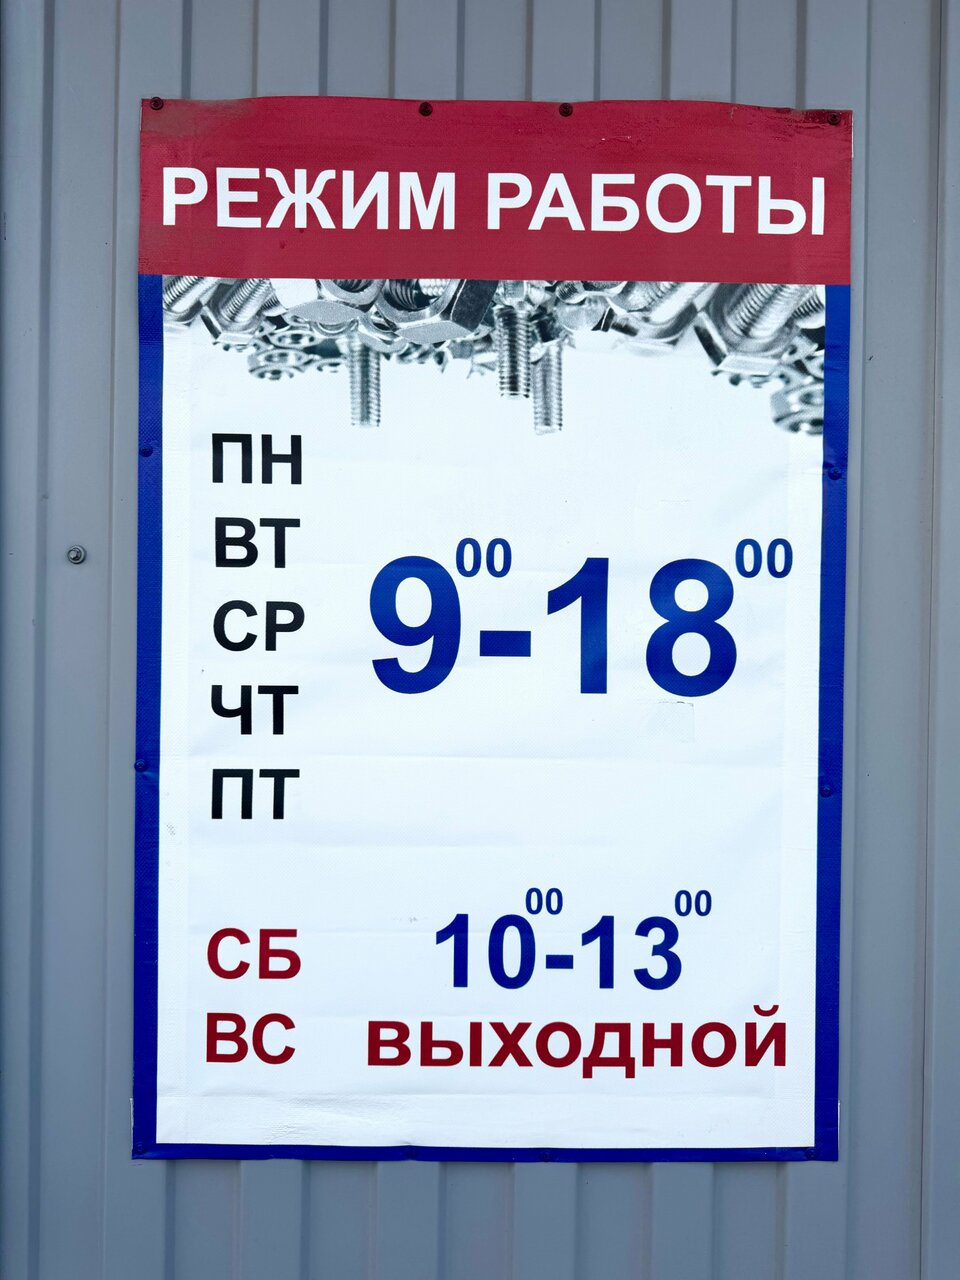 РЕЖИМ РАБОТЫ
ПН
ВТ
СР
ЧТ
ПТ
9⁰⁰-18⁰⁰
СБ 10⁰⁰-13⁰⁰
ВС выходной